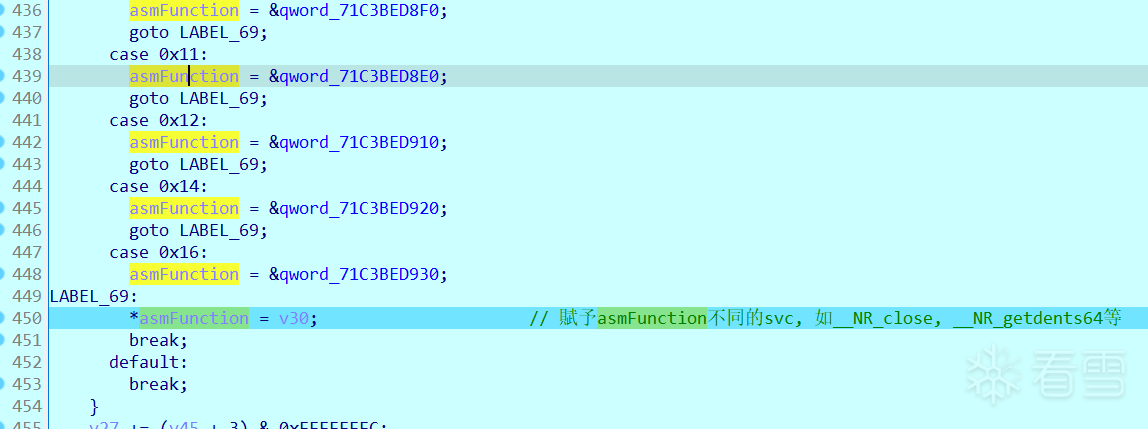 436 asmFunction = &qword_71C3BED8F0;
437 goto LABEL_69;
438 case 0x11:
439 asmFunction = &qword_71C3BED8E0;
440 goto LABEL_69;
441 case 0x12:
442 asmFunction = &qword_71C3BED910;
443 goto LABEL_69;
444 case 0x14:
445 asmFunction = &qword_71C3BED920;
446 goto LABEL_69;
447 case 0x16:
448 asmFunction = &qword_71C3BED930;
449 LABEL_69:
450 *asmFunction = v30; // 賦予asmFunction不同的svc, 如__NR_close, __NR_getdents64等
451 break;
452 default:
453 break;
454 }
455 v27 += (v45 + 3) & 0xFFFFFFFC;
看雪